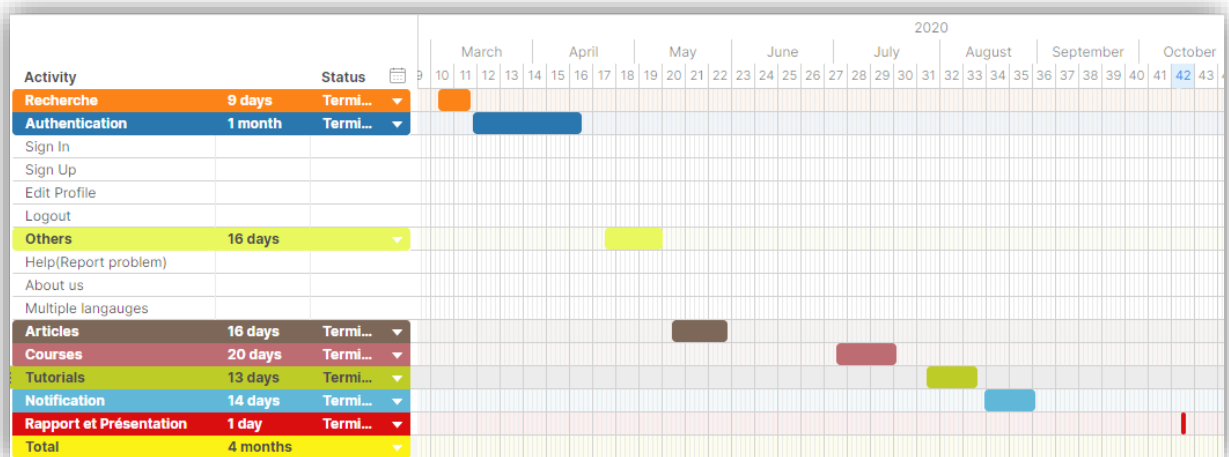 2020
March April May June July August September October
Activity Status 9 10 11 12 13 14 15 16 17 18 19 20 21 22 23 24 25 26 27 28 29 30 31 32 33 34 35 36 37 38 39 40 41 42 43
Recherche 9 days Termi...
Authentication 1 month Termi...
Sign In
Sign Up
Edit Profile
Logout
Others 16 days
Help(Report problem)
About us
Multiple langauges
Articles 16 days Termi...
Courses 20 days Termi...
Tutorials 13 days Termi...
Notification 14 days Termi...
Rapport et Présentation 1 day Termi...
Total 4 months